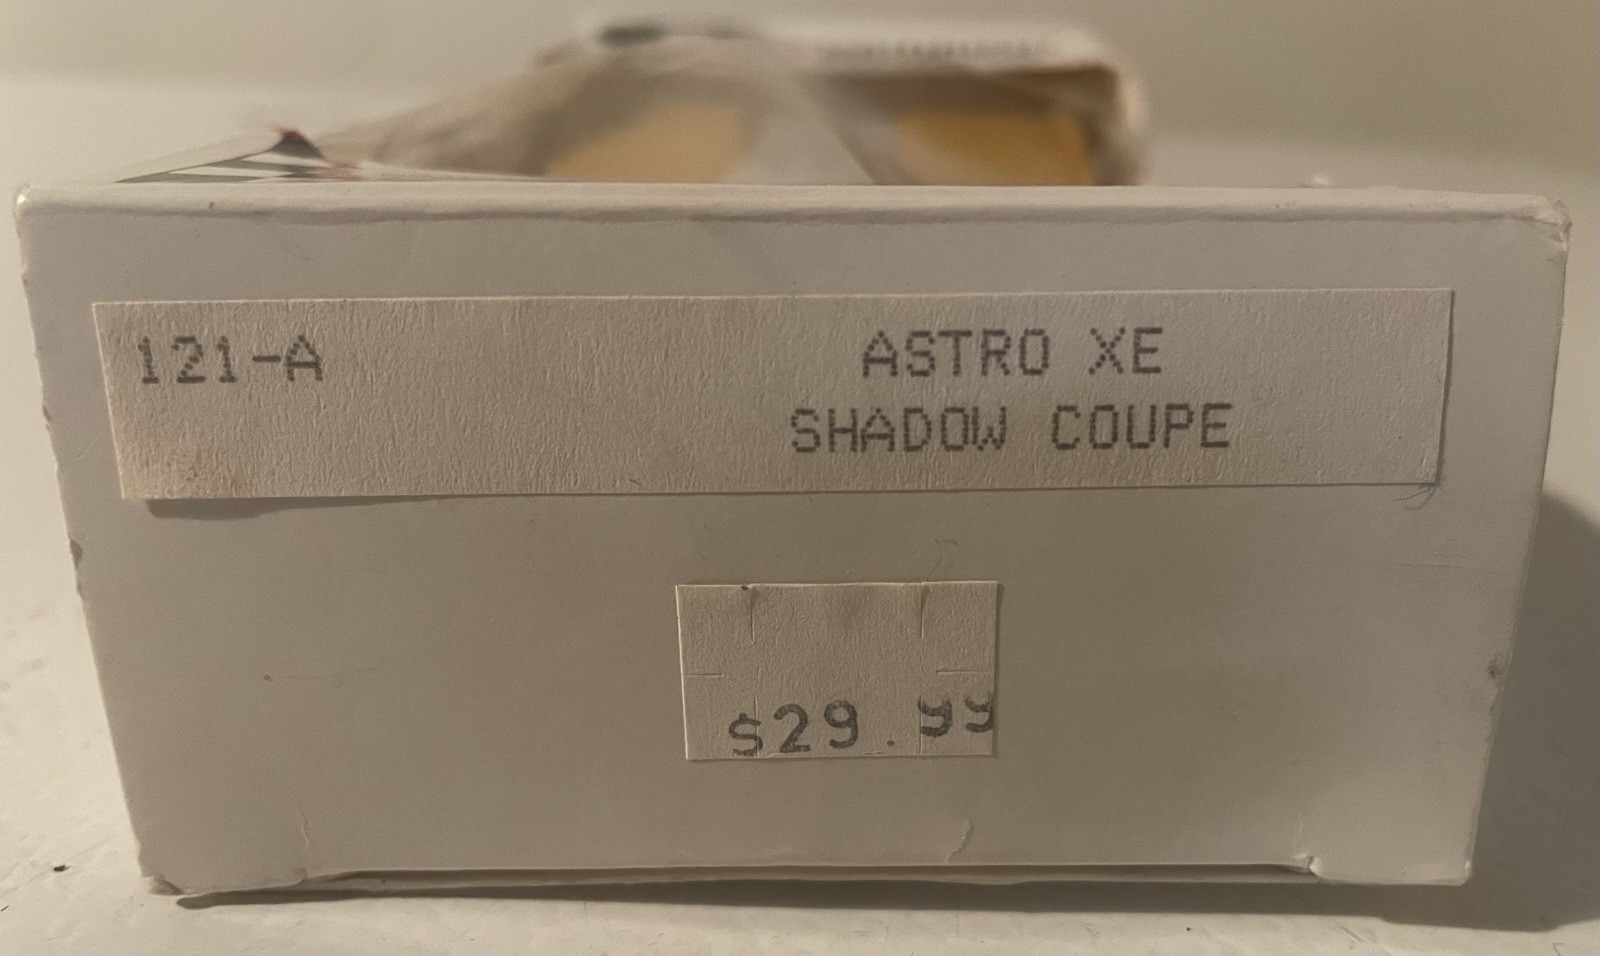 121-A ASTRO XE
SHADOW COUPE
$29.99